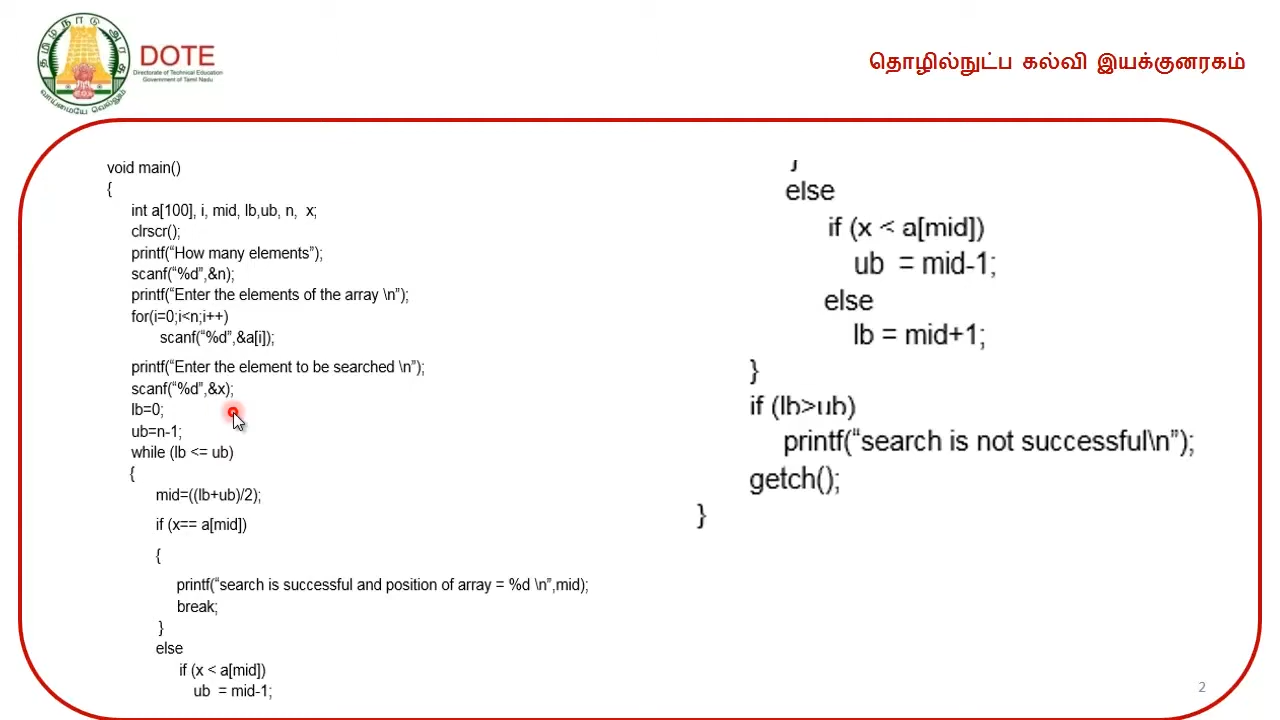 தமிழ்நாடு அரசு
வாய்மையே வெல்லும்
DOTE
Directorate of Technical Education
Government of Tamil Nadu
தொழில்நுட்ப கல்வி இயக்குனரகம்
void main()
{
int a[100], i, mid, lb,ub, n, x;
clrscr();
printf(“How many elements”);
scanf(“%d”,&n);
printf(“Enter the elements of the array \n”);
for(i=0;i<n;i++)
scanf(“%d”,&a[i]);
printf(“Enter the element to be searched \n”);
scanf(“%d”,&x);
lb=0;
ub=n-1;
while (lb <= ub)
{
mid=((lb+ub)/2);
if (x== a[mid])
{
printf(“search is successful and position of array = %d \n”,mid);
break;
}
else
if (x < a[mid])
ub = mid-1;
}
else
if (x < a[mid])
ub = mid-1;
else
lb = mid+1;
}
if (lb>ub)
printf(“search is not successful\n”);
getch();
}
2